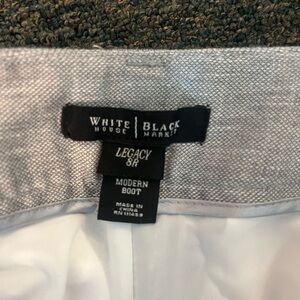 WHITE | BLACK
HOUSE | MARKET
LEGACY
8R
MODERN
BOOT
MADE IN
CHINA